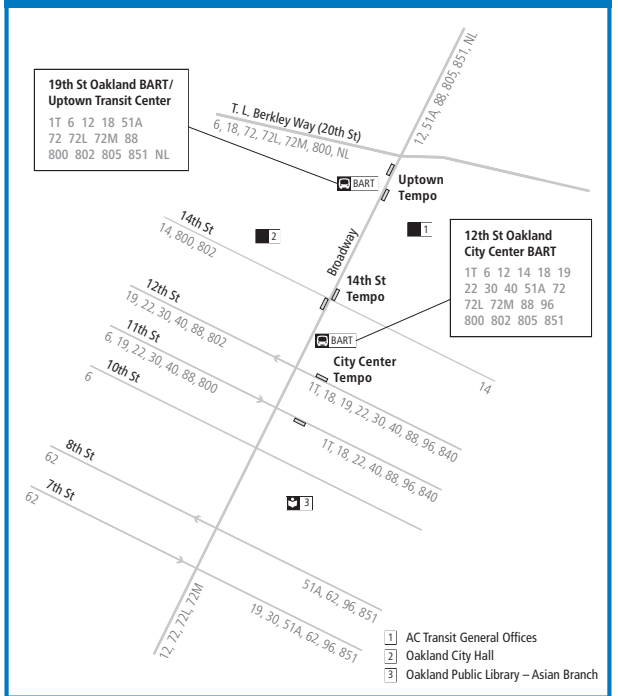 12, 51A, 88, 805, 851, NL
19th St Oakland BART/
Uptown Transit Center
1T 6 12 18 51A
72 72L 72M 88
800 802 805 851 NL
T. L. Berkley Way (20th St)
6, 18, 72, 72L, 72M, 800, NL
BART
Uptown
Tempo
1
2
14th St
14, 800, 802
Broadway
12th St Oakland
City Center BART
1T 6 12 14 18 19
22 30 40 51A 72
72L 72M 88 96
800 802 805 851
14th St
Tempo
12th St
19, 22, 30, 40, 88, 802
BART
11th St
6, 19, 22, 30, 40, 88, 800
City Center
Tempo
10th St
6
14
1T, 18, 19, 22, 30, 40, 88, 96, 840
1T, 18, 22, 40, 88, 96, 840
8th St
62
7th St
62
3
51A, 62, 96, 851
19, 30, 51A, 62, 96, 851
12, 72, 72L, 72M
1 AC Transit General Offices
2 Oakland City Hall
3 Oakland Public Library – Asian Branch